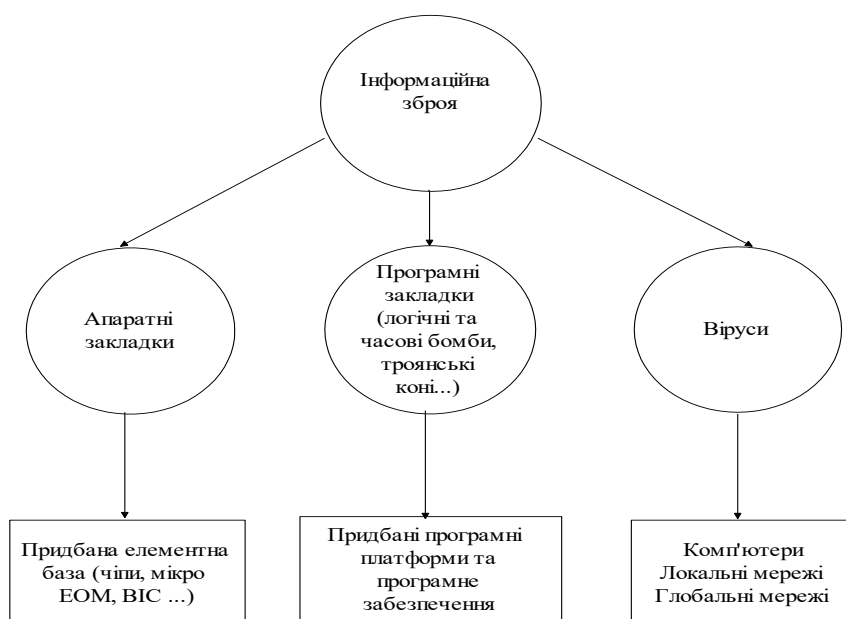 Інформаційна
зброя
Апаратні
закладки
Програмні
закладки
(логічні та
часові бомби,
троянські
коні...)
Віруси
Придбана елементна
база (чіпи, мікро
ЕОМ, ВІС ...)
Придбані програмні
платформи та
програмне
забезпечення
Комп'ютери
Локальні мережі
Глобальні мережі